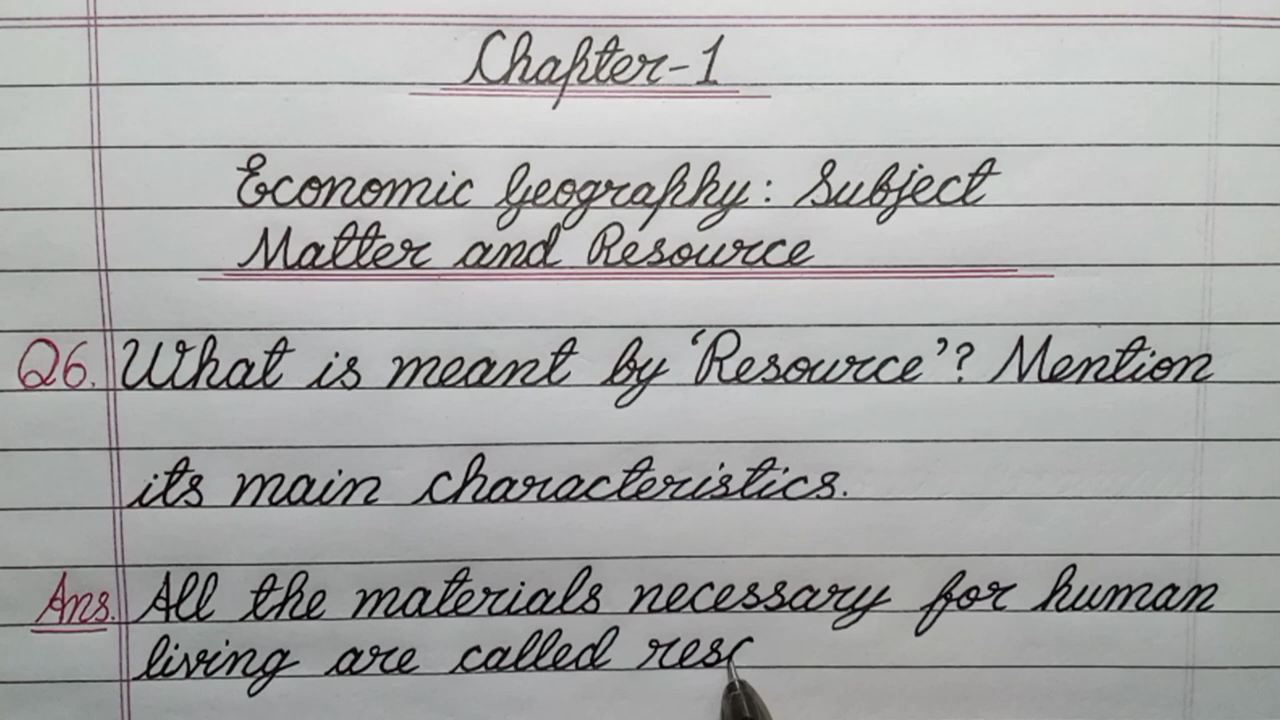 Chapter-1
Economic Geography: Subject
Matter and Resource
Q6. What is meant by 'Resource'? Mention
its main characteristics.
Ans. All the materials necessary for human
living are called res